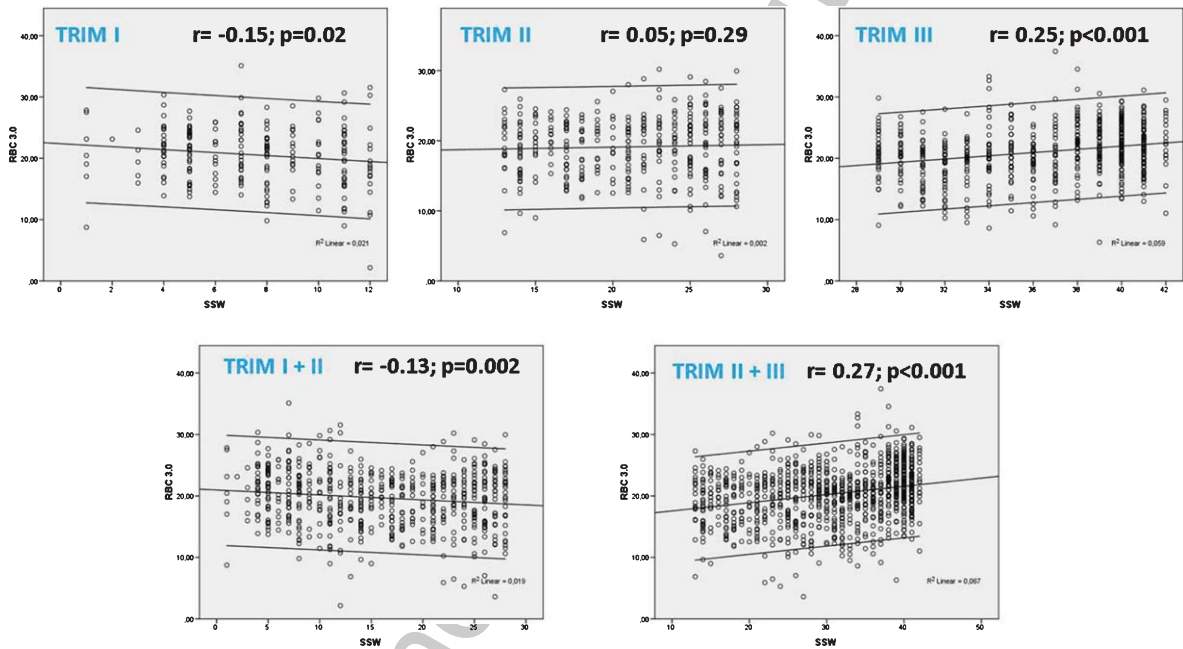 TRIM I r= -0.15; p=0.02
40,00
30,00
20,00
10,00
,00
RBC 3.0
R2 Linear = 0,021
0 2 4 6 8 10 12
SSW
TRIM II r= 0.05; p=0.29
30,00
20,00
10,00
,00
RBC 3.0
R2 Linear = 0,002
10 15 20 25 30
SSW
TRIM III r= 0.25; p<0.001
40,00
30,00
20,00
10,00
,00
RBC 3.0
R2 Linear = 0,059
28 30 32 34 36 38 40 42
SSW
TRIM I + II r= -0.13; p=0.002
40,00
30,00
20,00
10,00
,00
RBC 3.0
R2 Linear = 0,019
0 5 10 15 20 25 30
SSW
TRIM II + III r= 0.27; p<0.001
40,00
30,00
20,00
10,00
,00
RBC 3.0
R2 Linear = 0,067
10 20 30 40 50
SSW